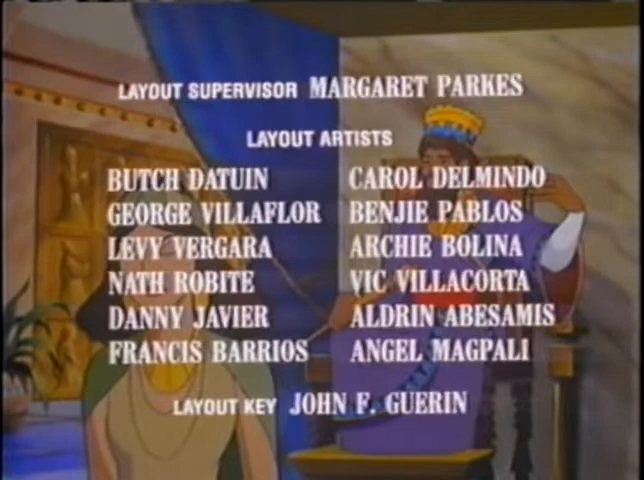 LAYOUT SUPERVISOR MARGARET PARKES
LAYOUT ARTISTS
BUTCH DATUIN CAROL DELMINDO
GEORGE VILLAFLOR BENJIE PABLOS
LEVY VERGARA ARCHIE BOLINA
NATH ROBITE VIC VILLACORTA
DANNY JAVIER ALDRIN ABESAMIS
FRANCIS BARRIOS ANGEL MAGPALI
LAYOUT KEY JOHN F. GUERIN